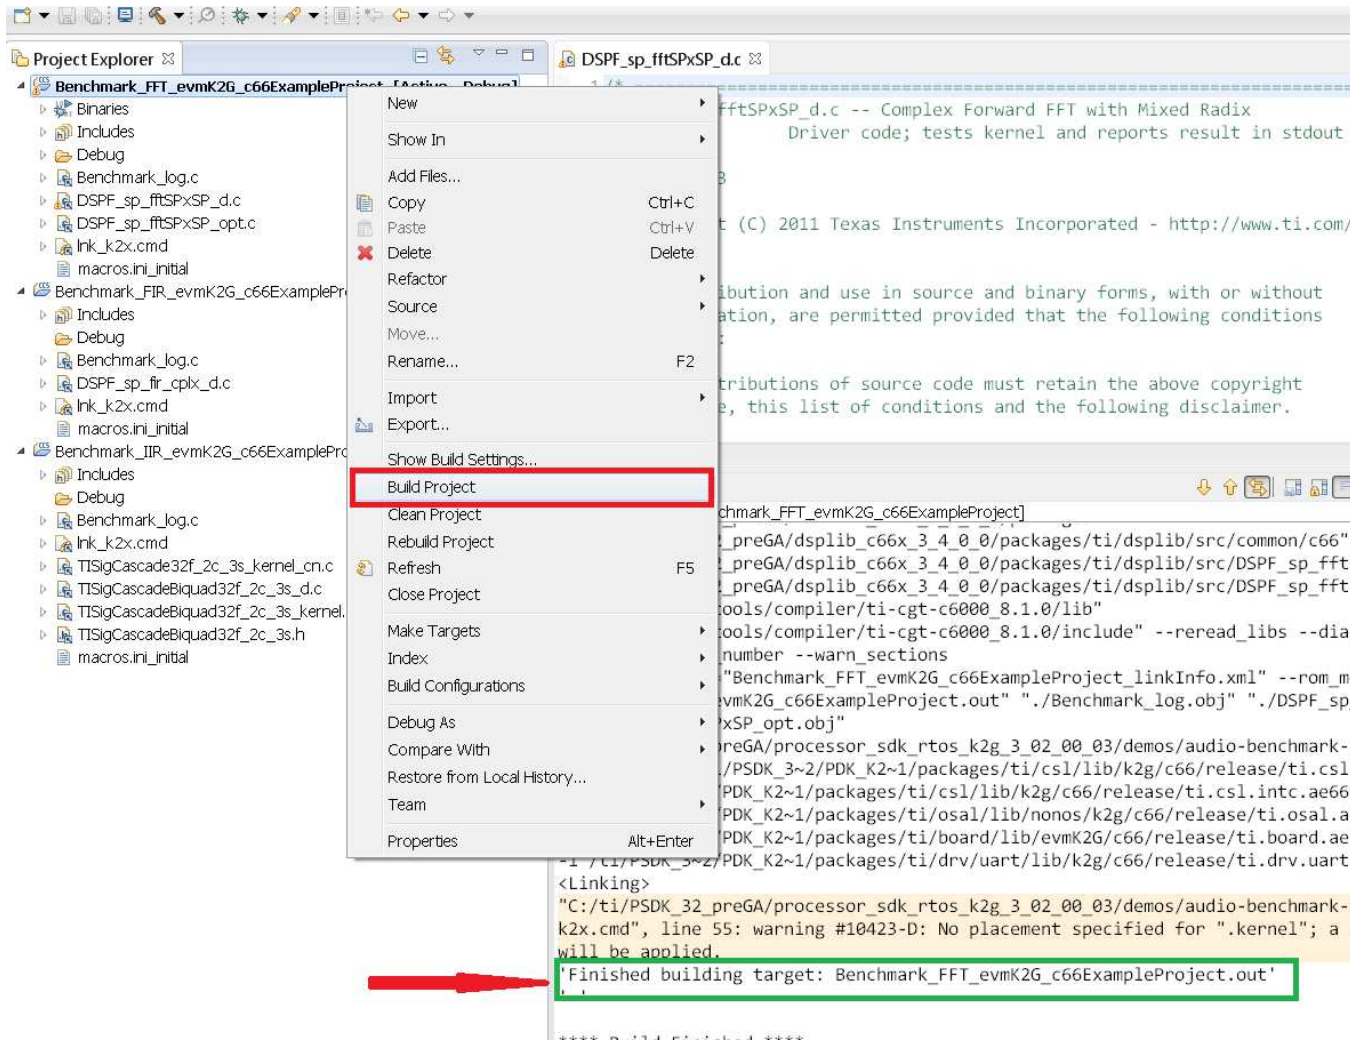 Project Explorer
Benchmark_FFT_evmK2G_c66ExampleProject [Active - Debug]
Binaries
Includes
Debug
Benchmark_log.c
DSPF_sp_fftSPxSP_d.c
DSPF_sp_fftSPxSP_opt.c
lnk_k2x.cmd
macros.ini_initial
Benchmark_FIR_evmK2G_c66ExamplePr
Includes
Debug
Benchmark_log.c
DSPF_sp_fir_cplx_d.c
lnk_k2x.cmd
macros.ini_initial
Benchmark_IIR_evmK2G_c66ExamplePro
Includes
Debug
Benchmark_log.c
lnk_k2x.cmd
TISigCascade32f_2c_3s_kernel_cn.c
TISigCascadeBiquad32f_2c_3s_d.c
TISigCascadeBiquad32f_2c_3s_kernel.
TISigCascadeBiquad32f_2c_3s.h
macros.ini_initial
New
Show In
Add Files...
Copy Ctrl+C
Paste Ctrl+V
Delete Delete
Refactor
Source
Move...
Rename... F2
Import
Export...
Show Build Settings...
Build Project
Clean Project
Rebuild Project
Refresh F5
Close Project
Make Targets
Index
Build Configurations
Debug As
Compare With
Restore from Local History...
Team
Properties Alt+Enter
DSPF_sp_fftSPxSP_d.c
1 /* ==========================================
fftSPxSP_d.c -- Complex Forward FFT with Mixed Radix
Driver code; tests kernel and reports result in stdout
3
t (C) 2011 Texas Instruments Incorporated - http://www.ti.com/
ibution and use in source and binary forms, with or without
ation, are permitted provided that the following conditions
:
tributions of source code must retain the above copyright
e, this list of conditions and the following disclaimer.
chmark_FFT_evmK2G_c66ExampleProject]
_preGA/dsplib_c66x_3_4_0_0/packages/ti/dsplib/src/common/c66"
_preGA/dsplib_c66x_3_4_0_0/packages/ti/dsplib/src/DSPF_sp_fft
_preGA/dsplib_c66x_3_4_0_0/packages/ti/dsplib/src/DSPF_sp_fft
ools/compiler/ti-cgt-c6000_8.1.0/lib"
ools/compiler/ti-cgt-c6000_8.1.0/include" --reread_libs --dia
number --warn_sections
="Benchmark_FFT_evmK2G_c66ExampleProject_linkInfo.xml" --rom_m
vmK2G_c66ExampleProject.out" "./Benchmark_log.obj" "./DSPF_sp
xSP_opt.obj"
preGA/processor_sdk_rtos_k2g_3_02_00_03/demos/audio-benchmark-
/PSDK_3~2/PDK_K2~1/packages/ti/csl/lib/k2g/c66/release/ti.csl
PDK_K2~1/packages/ti/csl/lib/k2g/c66/release/ti.csl.intc.ae66
PDK_K2~1/packages/ti/osal/lib/nonos/k2g/c66/release/ti.osal.a
PDK_K2~1/packages/ti/board/lib/evmK2G/c66/release/ti.board.ae
-l"/ti/PSDK_3~2/PDK_K2~1/packages/ti/drv/uart/lib/k2g/c66/release/ti.drv.uart
<Linking>
"C:/ti/PSDK_32_preGA/processor_sdk_rtos_k2g_3_02_00_03/demos/audio-benchmark-
k2x.cmd", line 55: warning #10423-D: No placement specified for ".kernel"; a
will be applied.
'Finished building target: Benchmark_FFT_evmK2G_c66ExampleProject.out'
' '
**** Build Finished ****